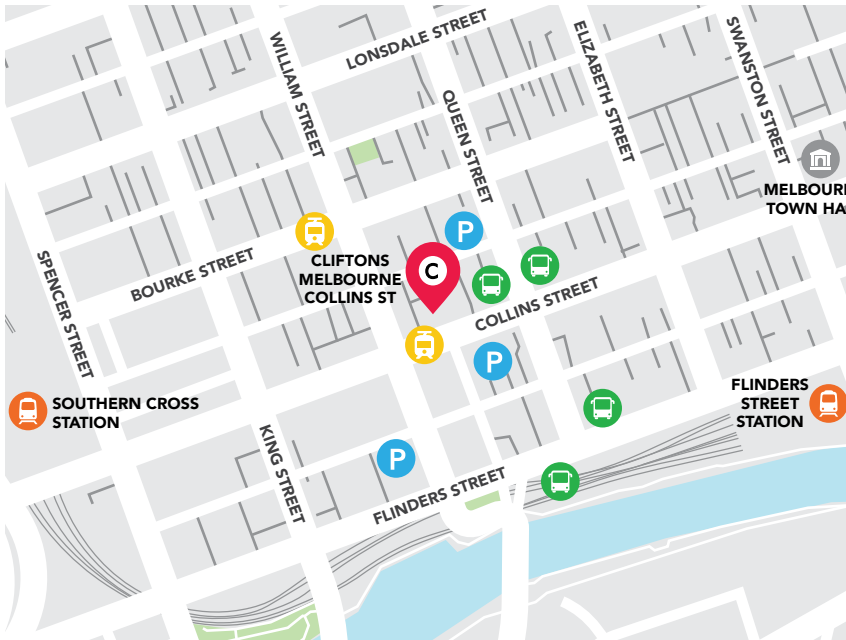 LONSDALE STREET
WILLIAM STREET
QUEEN STREET
ELIZABETH STREET
SWANSTON STREET
MELBOURN
TOWN HA
P
BOURKE STREET
CLIFTONS
MELBOURNE
COLLINS ST
C
COLLINS STREET
SPENCER STREET
P
SOUTHERN CROSS
STATION
FLINDERS
STREET
STATION
KING STREET
P
FLINDERS STREET